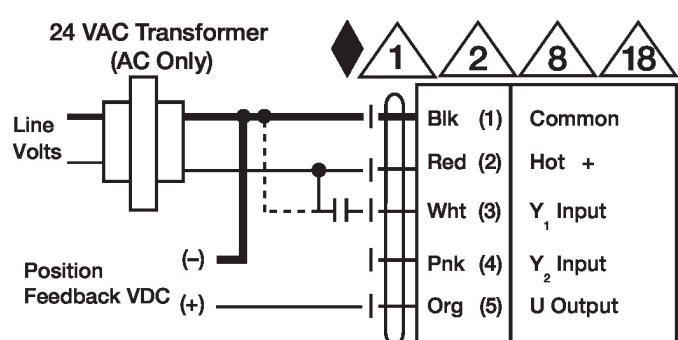 24 VAC Transformer
(AC Only)
1 2 8 18
Line
Volts
Blk (1) Common
Red (2) Hot +
Wht (3) Y1 Input
(–)
Pnk (4) Y2 Input
Position
Feedback VDC (+)
Org (5) U Output